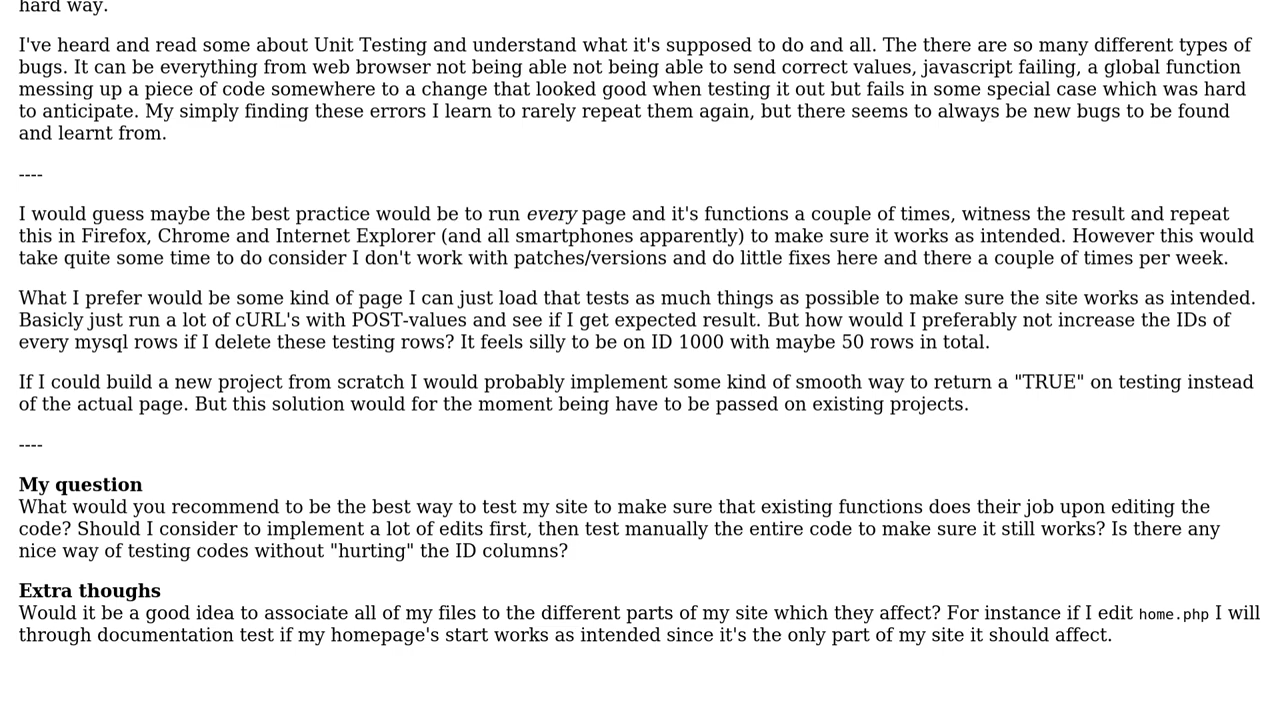 hard way.
I've heard and read some about Unit Testing and understand what it's supposed to do and all. The there are so many different types of
bugs. It can be everything from web browser not being able not being able to send correct values, javascript failing, a global function
messing up a piece of code somewhere to a change that looked good when testing it out but fails in some special case which was hard
to anticipate. My simply finding these errors I learn to rarely repeat them again, but there seems to always be new bugs to be found
and learnt from.
----
I would guess maybe the best practice would be to run every page and it's functions a couple of times, witness the result and repeat
this in Firefox, Chrome and Internet Explorer (and all smartphones apparently) to make sure it works as intended. However this would
take quite some time to do consider I don't work with patches/versions and do little fixes here and there a couple of times per week.
What I prefer would be some kind of page I can just load that tests as much things as possible to make sure the site works as intended.
Basicly just run a lot of cURL's with POST-values and see if I get expected result. But how would I preferably not increase the IDs of
every mysql rows if I delete these testing rows? It feels silly to be on ID 1000 with maybe 50 rows in total.
If I could build a new project from scratch I would probably implement some kind of smooth way to return a "TRUE" on testing instead
of the actual page. But this solution would for the moment being have to be passed on existing projects.
----
My question
What would you recommend to be the best way to test my site to make sure that existing functions does their job upon editing the
code? Should I consider to implement a lot of edits first, then test manually the entire code to make sure it still works? Is there any
nice way of testing codes without "hurting" the ID columns?
Extra thoughs
Would it be a good idea to associate all of my files to the different parts of my site which they affect? For instance if I edit home.php I will
through documentation test if my homepage's start works as intended since it's the only part of my site it should affect.